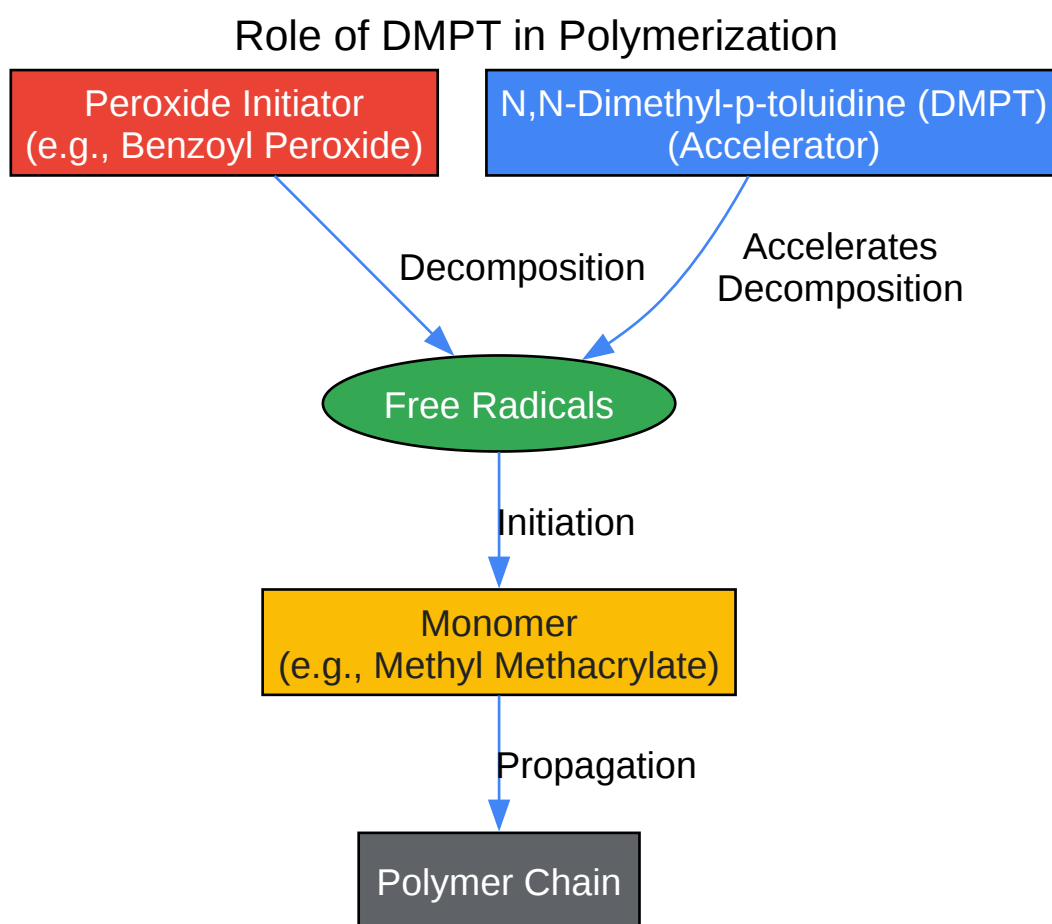 Role of DMPT in Polymerization
Peroxide Initiator
(e.g., Benzoyl Peroxide)
N,N-Dimethyl-p-toluidine (DMPT)
(Accelerator)
Decomposition
Accelerates
Decomposition
Free Radicals
Initiation
Monomer
(e.g., Methyl Methacrylate)
Propagation
Polymer Chain